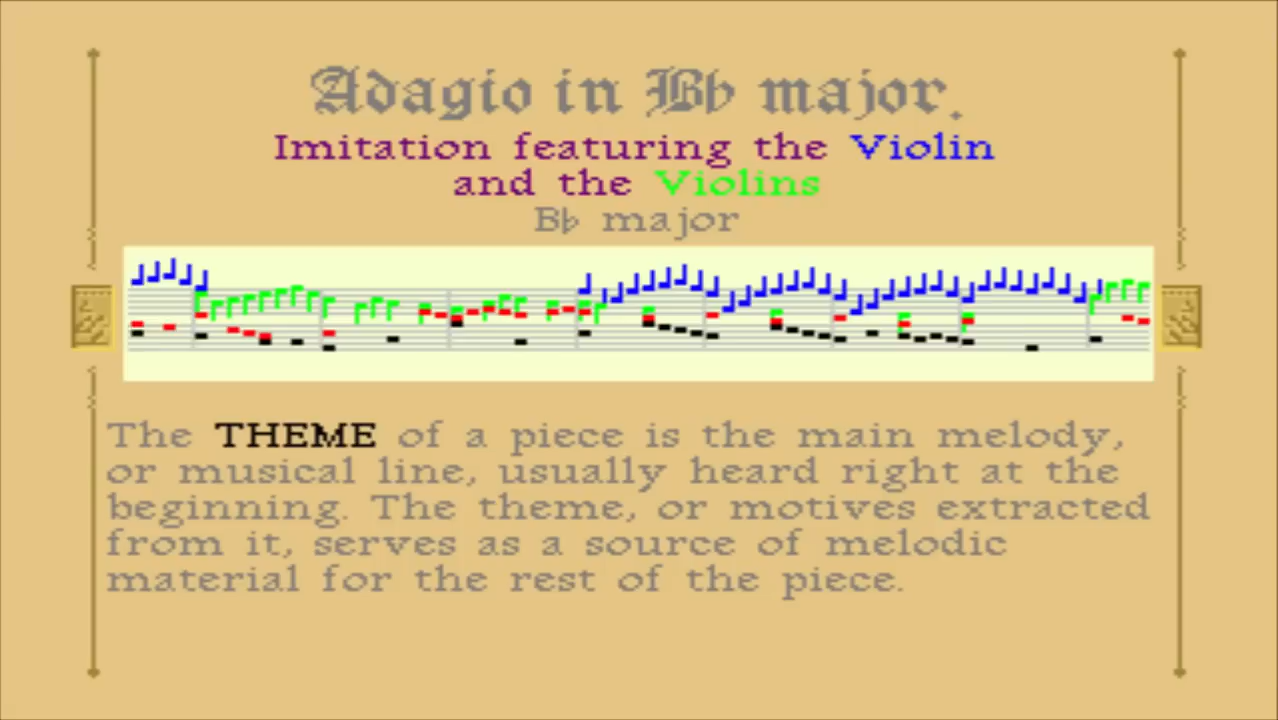 Adagio in B♭ major.
Imitation featuring the Violin
and the Violins
B♭ major
The THEME of a piece is the main melody,
or musical line, usually heard right at the
beginning. The theme, or motives extracted
from it, serves as a source of melodic
material for the rest of the piece.